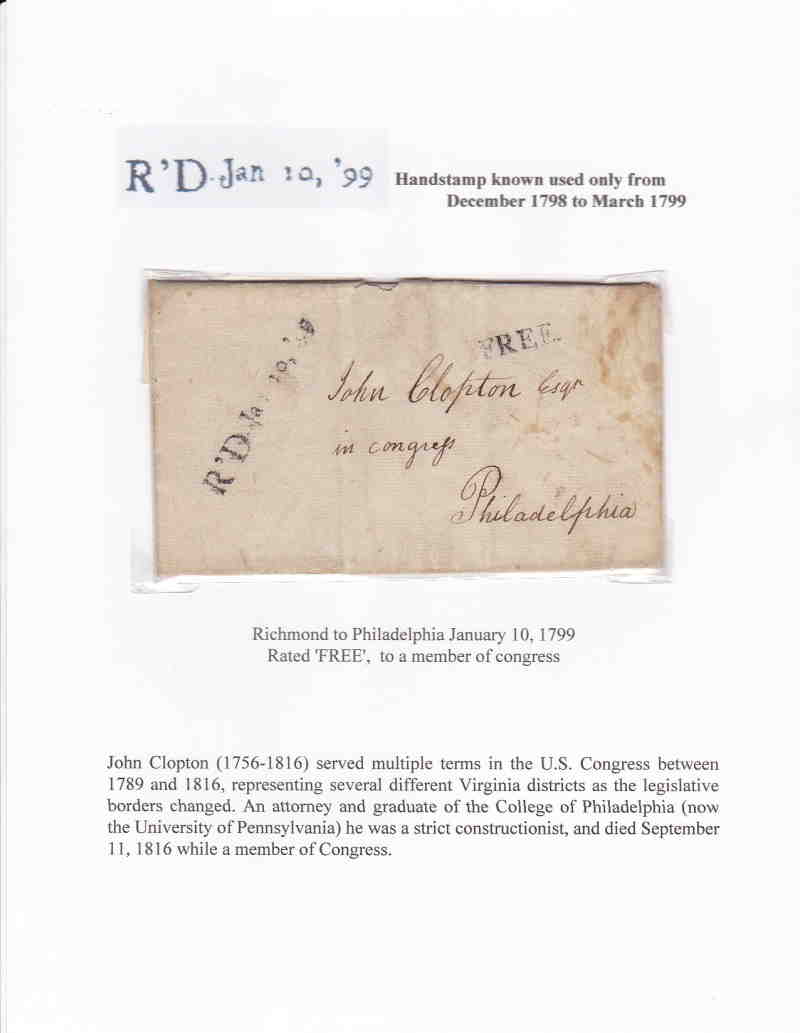 R'D. Jan 10, '99
Handstamp known used only from
December 1798 to March 1799
R'D. Ja 10, '99
FREE.
John Clopton Esqr
in congreſs
Philadelphia
Richmond to Philadelphia January 10, 1799
Rated 'FREE', to a member of congress
John Clopton (1756-1816) served multiple terms in the U.S. Congress between
1789 and 1816, representing several different Virginia districts as the legislative
borders changed. An attorney and graduate of the College of Philadelphia (now
the University of Pennsylvania) he was a strict constructionist, and died September
11, 1816 while a member of Congress.